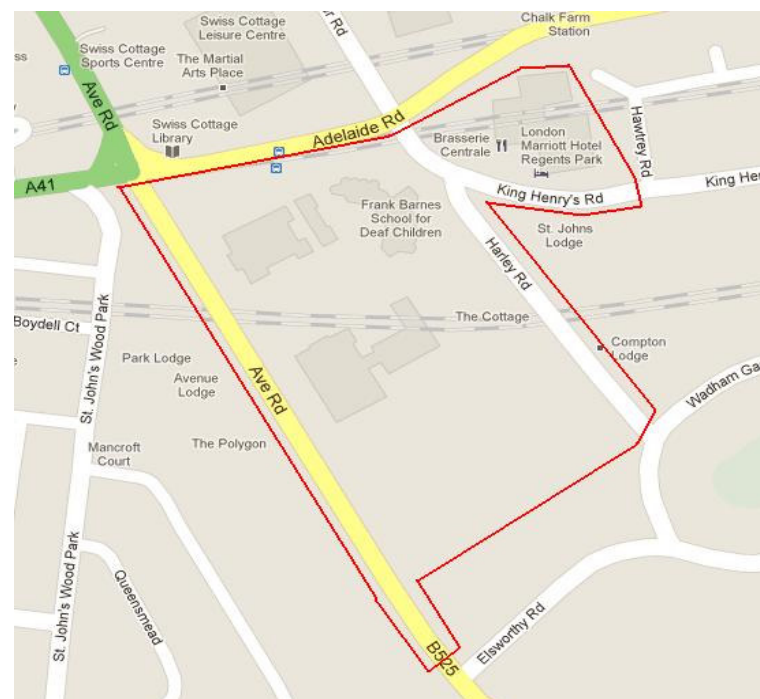 Swiss Cottage
Leisure Centre
Chalk Farm
Station
Swiss Cottage
Sports Centre
The Martial
Arts Place
Ave Rd
Adelaide Rd
Swiss Cottage
Library
Brasserie
Centrale
London
Marriott Hotel
Regents Park
Hawtrey Rd
A41
King Henry's Rd
King He
Frank Barnes
School for
Deaf Children
St. Johns
Lodge
Harley Rd
The Cottage
Boydell Ct
St. John's Wood Park
Park Lodge
Avenue
Lodge
Ave Rd
Compton
Lodge
Wadham Ga
The Polygon
Mancroft
Court
St. John's Wood Park
Queensmead
B525
Elsworthy Rd